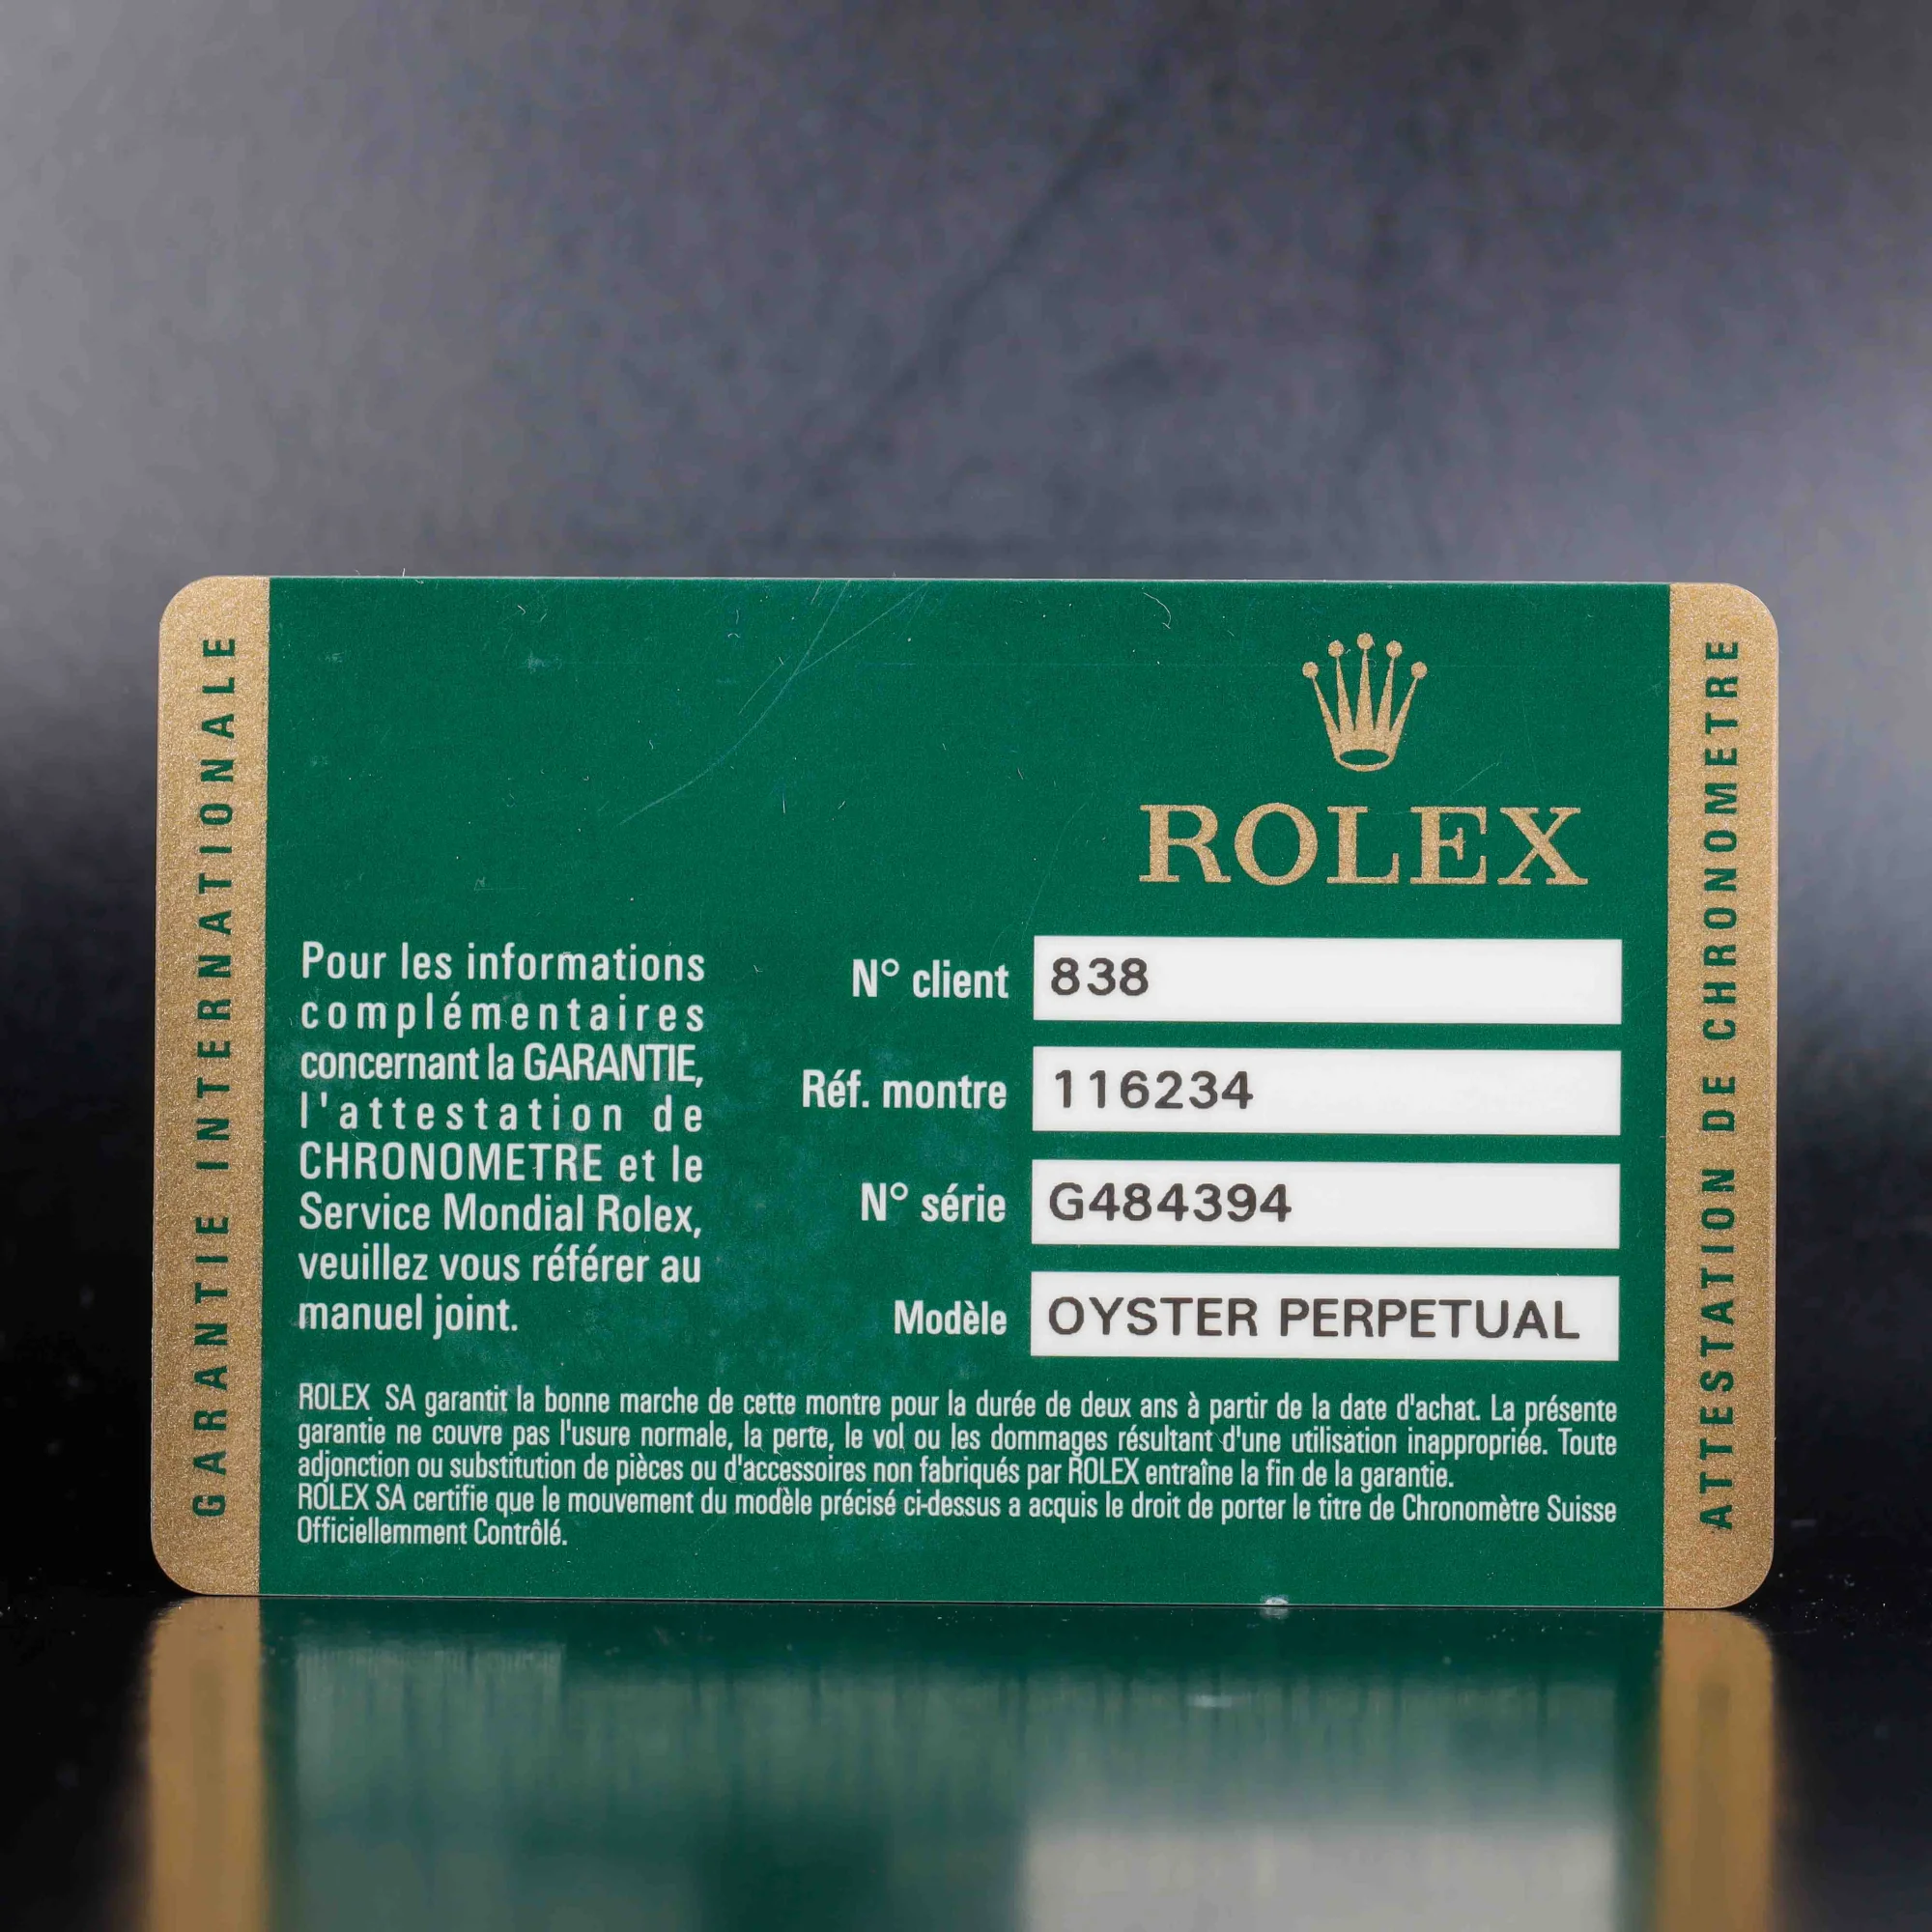 GARANTIE INTERNATIONALE
ROLEX
Pour les informations
complémentaires
concernant la GARANTIE,
l'attestation de
CHRONOMETRE et le
Service Mondial Rolex,
veuillez vous référer au
manuel joint.
N° client 838
Réf. montre 116234
N° série G484394
Modèle OYSTER PERPETUAL
ROLEX SA garantit la bonne marche de cette montre pour la durée de deux ans à partir de la date d'achat. La présente
garantie ne couvre pas l'usure normale, la perte, le vol ou les dommages résultant d'une utilisation inappropriée. Toute
adjonction ou substitution de pièces ou d'accessoires non fabriqués par ROLEX entraîne la fin de la garantie.
ROLEX SA certifie que le mouvement du modèle précisé ci-dessus a acquis le droit de porter le titre de Chronomètre Suisse
Officiellemment Contrôlé.
ATTESTATION DE CHRONOMETRE